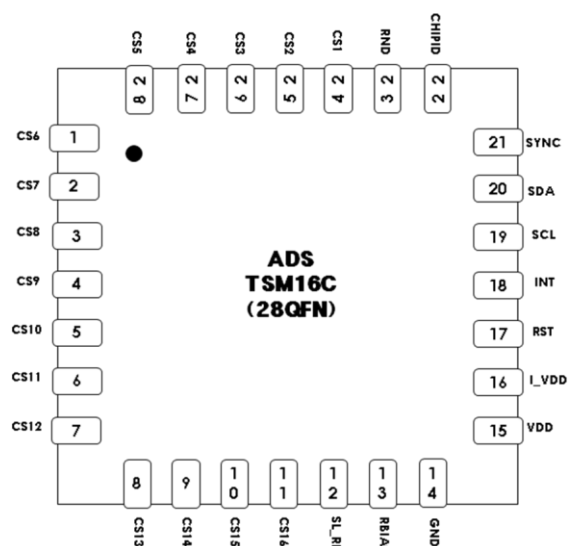 CS5 CS4 CS3 CS2 CS1 RND CHIPID
28 27 26 25 24 23 22
CS6 1
CS7 2
CS8 3
CS9 4
CS10 5
CS11 6
CS12 7
ADS
TSM16C
(28QFN)
21 SYNC
20 SDA
19 SCL
18 INT
17 RST
16 I_VDD
15 VDD
8 9 10 11 12 13 14
CS13 CS14 CS15 CS16 GND